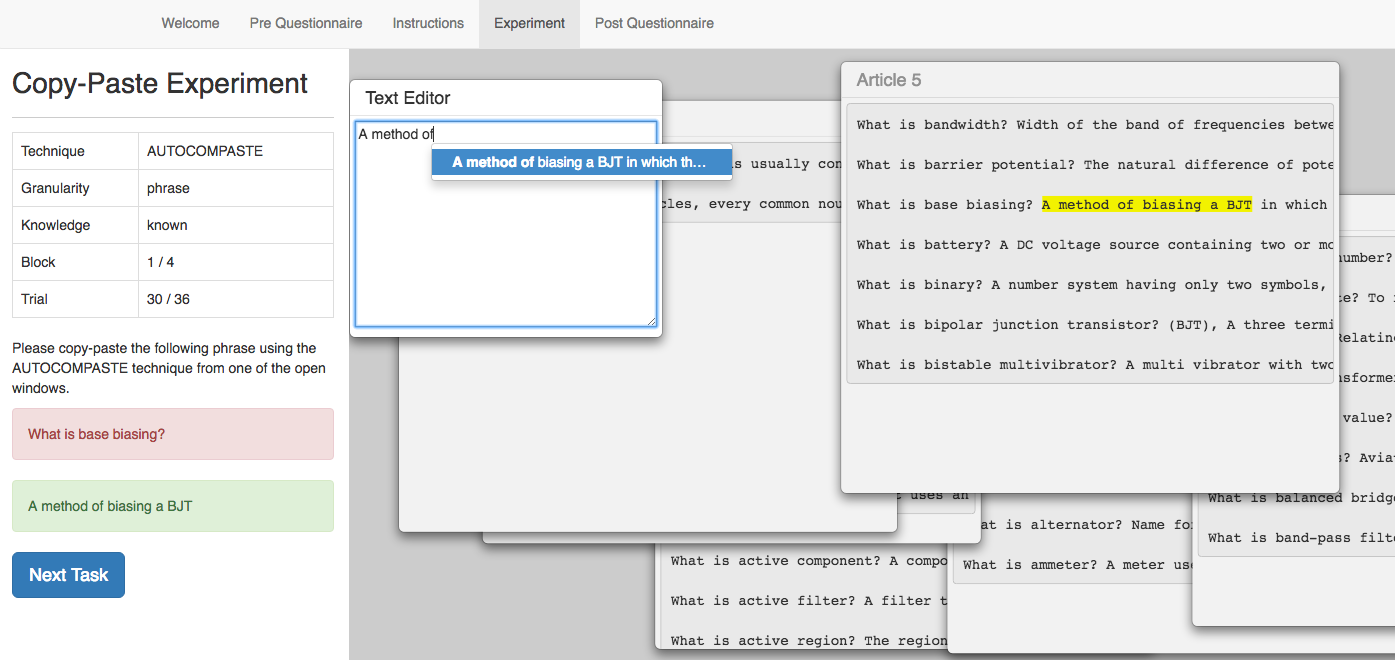 Welcome Pre Questionnaire Instructions Experiment Post Questionnaire
Copy-Paste Experiment
Technique AUTOCOMPASTE
Granularity phrase
Knowledge known
Block 1 / 4
Trial 30 / 36
Please copy-paste the following phrase using the
AUTOCOMPASTE technique from one of the open
windows.
What is base biasing?
A method of biasing a BJT
Next Task
Text Editor
A method of
A method of biasing a BJT in which th...
is usually con
cles, every common nou
Article 5
What is bandwidth? Width of the band of frequencies betwe
What is barrier potential? The natural difference of pote
What is base biasing? A method of biasing a BJT in which
What is battery? A DC voltage source containing two or mo
What is binary? A number system having only two symbols,
What is bipolar junction transistor? (BJT), A three termi
What is bistable multivibrator? A multi vibrator with two
uses an
What is active component? A compo
What is active filter? A filter t
What is active region? The region
at is alternator? Name fo
What is ammeter? A meter us
number?
te? To
Relatin
nsforme
value?
s? Avia
What is balanced bridg
What is band-pass filt